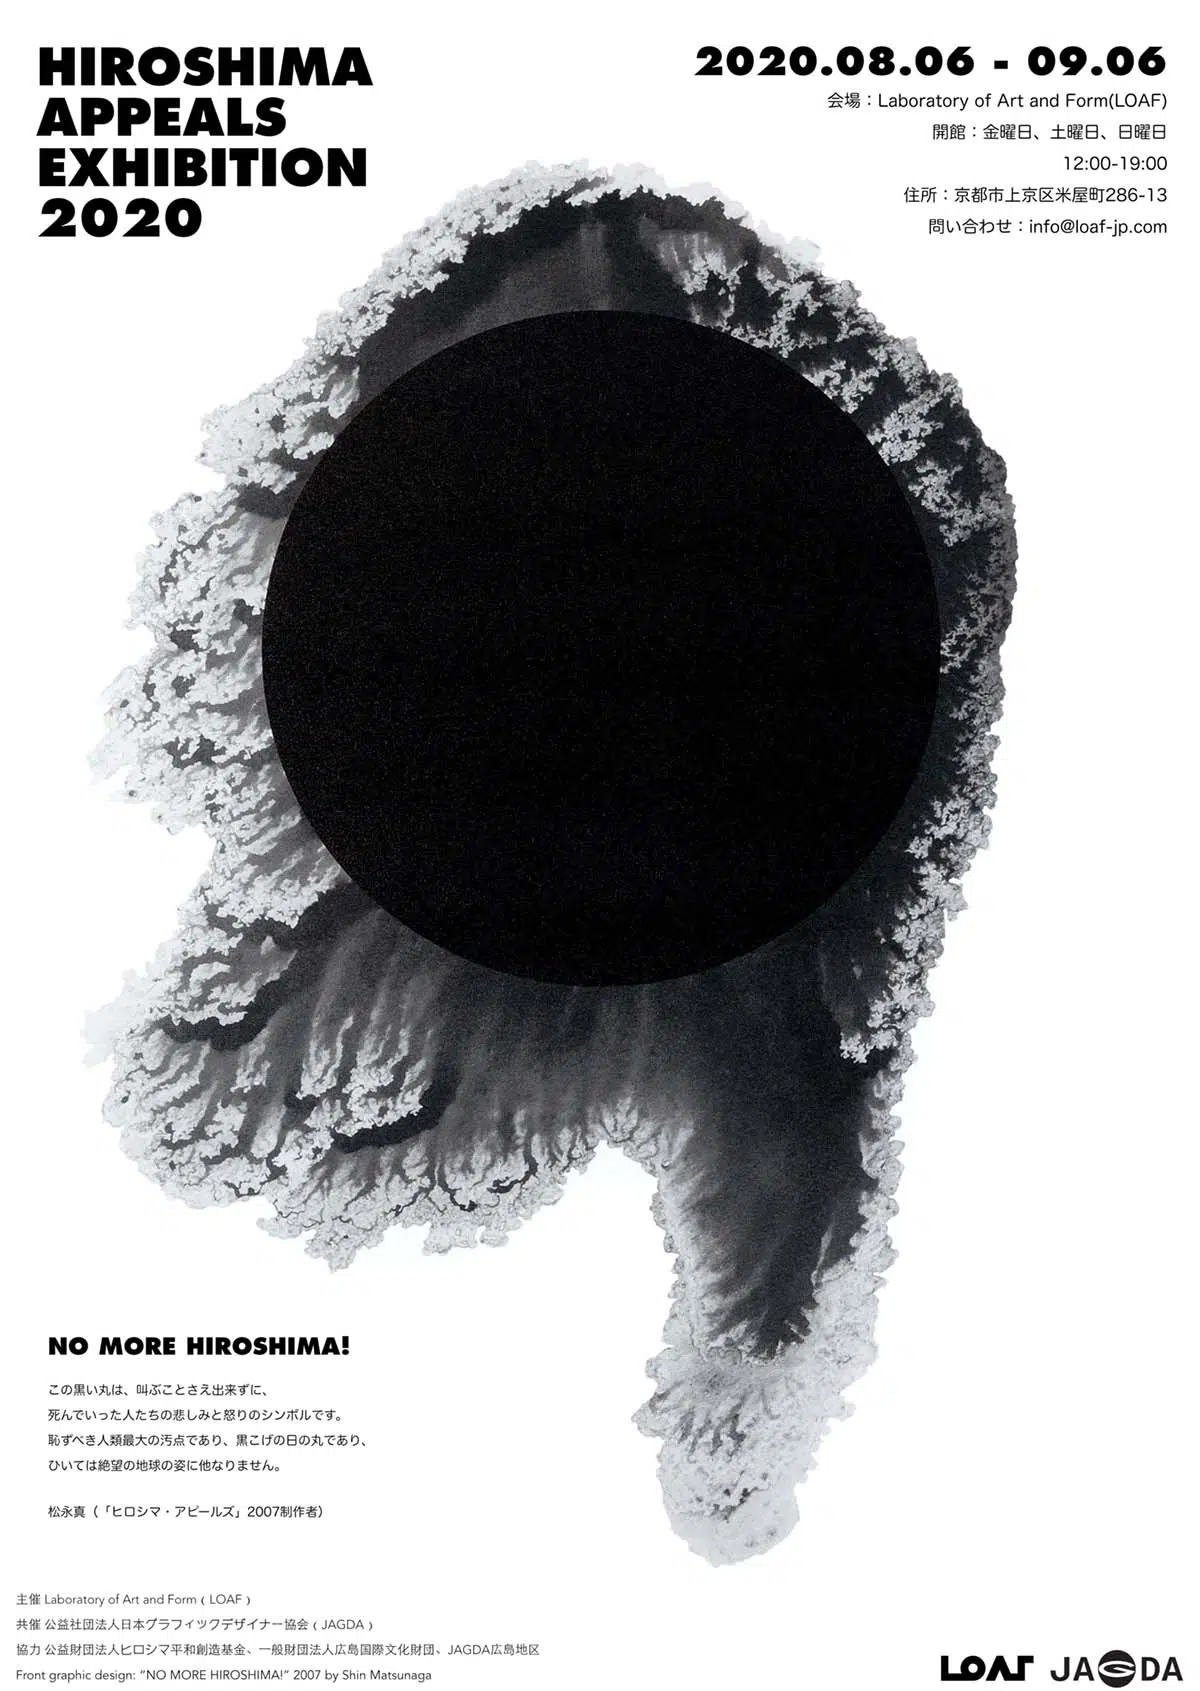 HIROSHIMA
APPEALS
EXHIBITION
2020
2020.08.06 - 09.06
会場：Laboratory of Art and Form(LOAF)
開館：金曜日、土曜日、日曜日
12:00-19:00
住所：京都市上京区米屋町286-13
問い合わせ：info@loaf-jp.com
NO MORE HIROSHIMA!
この黒い丸は、叫ぶことさえ出来ずに、
死んでいった人たちの悲しみと怒りのシンボルです。
恥ずべき人類最大の汚点であり、黒こげの日の丸であり、
ひいては絶望の地球の姿に他なりません。
松永真（「ヒロシマ・アピールズ」2007制作者）
主催 Laboratory of Art and Form（LOAF）
共催 公益社団法人日本グラフィックデザイナー協会（JAGDA）
協力 公益財団法人ヒロシマ平和創造基金、一般財団法人広島国際文化財団、JAGDA広島地区
Front graphic design: “NO MORE HIROSHIMA!” 2007 by Shin Matsunaga
LOAF JAGDA